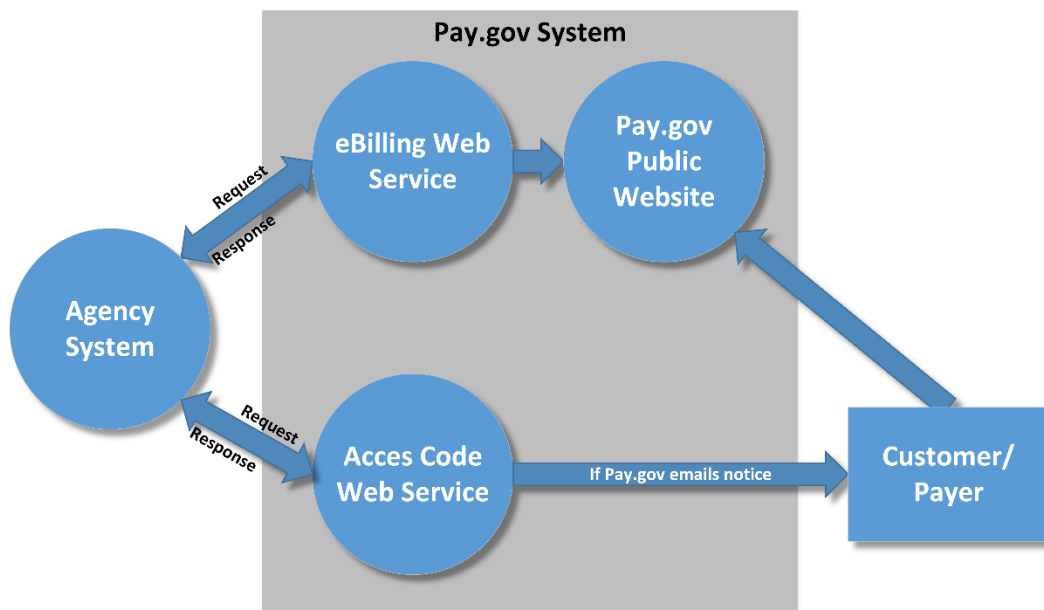 Pay.gov System
eBilling Web
Service
Pay.gov
Public
Website
Request
Response
Agency
System
Request
Response
Acces Code
Web Service
If Pay.gov emails notice
Customer/
Payer